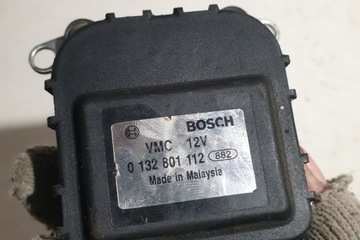 BOSCH
VMC 12V
0 132 801 112 882
Made in Malaysia